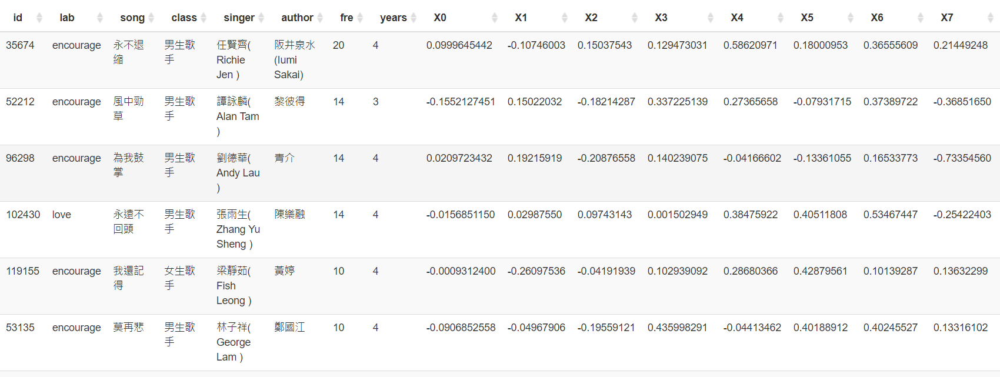 id lab song class singer author fre years X0 X1 X2 X3 X4 X5 X6 X7
35674 encourage 永不退 男生歌 任賢齊( 阪井泉水 20 4 0.0999645442 -0.10746003 0.15037543 0.129473031 0.58620971 0.18000953 0.36555609 0.21449248
縮 手 Richie (Iumi
Jen ) Sakai)
52212 encourage 風中勁 男生歌 譚詠麟( 黎彼得 14 3 -0.1552127451 0.15022032 -0.18214287 0.337225139 0.27365658 -0.07931715 0.37389722 -0.36851650
草 手 Alan Tam
)
96298 encourage 為我鼓 男生歌 劉德華( 青介 14 4 0.0209723432 0.19215919 -0.20876558 0.140239075 -0.04166602 -0.13361055 0.16533773 -0.73354560
掌 手 Andy Lau
)
102430 love 永遠不 男生歌 張雨生( 陳樂融 14 4 -0.0156851150 0.02987550 0.09743143 0.001502949 0.38475922 0.40511808 0.53467447 -0.25422403
回頭 手 Zhang Yu
Sheng )
119155 encourage 我還記 女生歌 梁靜茹( 黃婷 10 4 -0.0009312400 -0.26097536 -0.04191939 0.102939092 0.28680366 0.42879561 0.10139287 0.13632299
得 手 Fish
Leong )
53135 encourage 莫再悲 男生歌 林子祥( 鄭國江 10 4 -0.0906852558 -0.04967906 -0.19559121 0.435998291 -0.04413462 0.40188912 0.40245527 0.13316102
手 George
Lam )